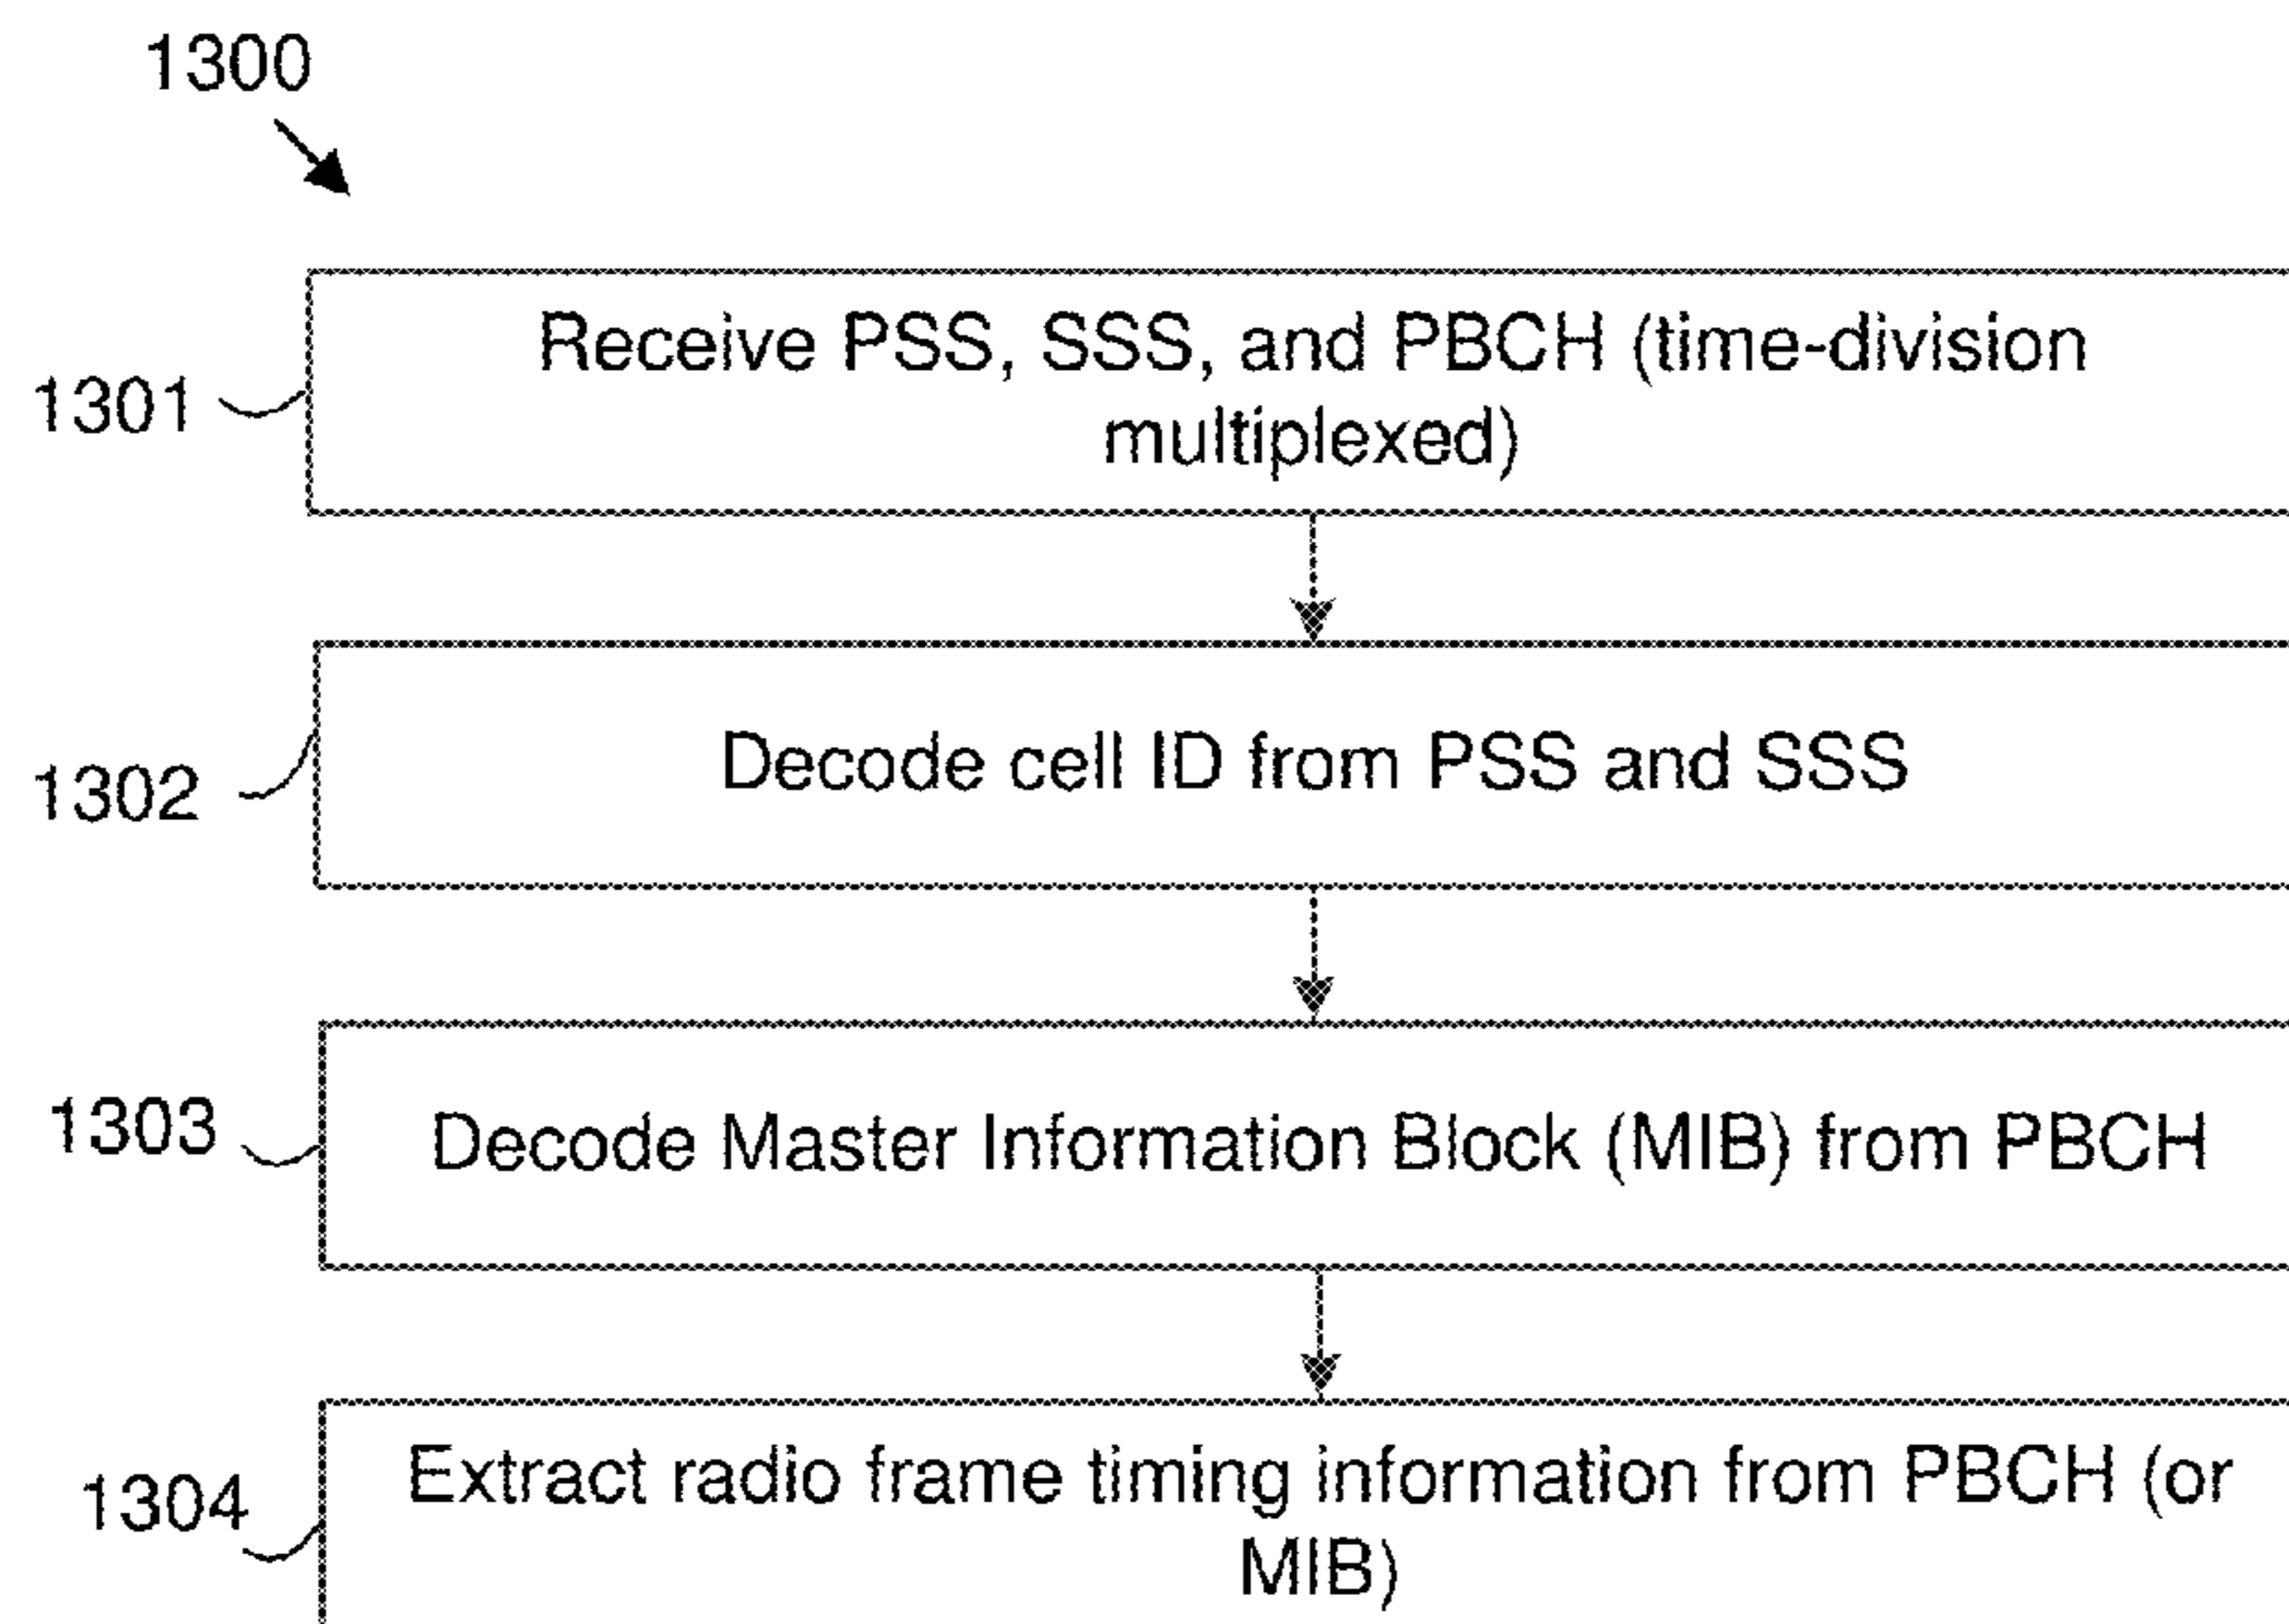 1300
1301
Receive PSS, SSS, and PBCH (time-division
multiplexed)
1302
Decode cell ID from PSS and SSS
1303
Decode Master Information Block (MIB) from PBCH
1304
Extract radio frame timing information from PBCH (or
MIB)